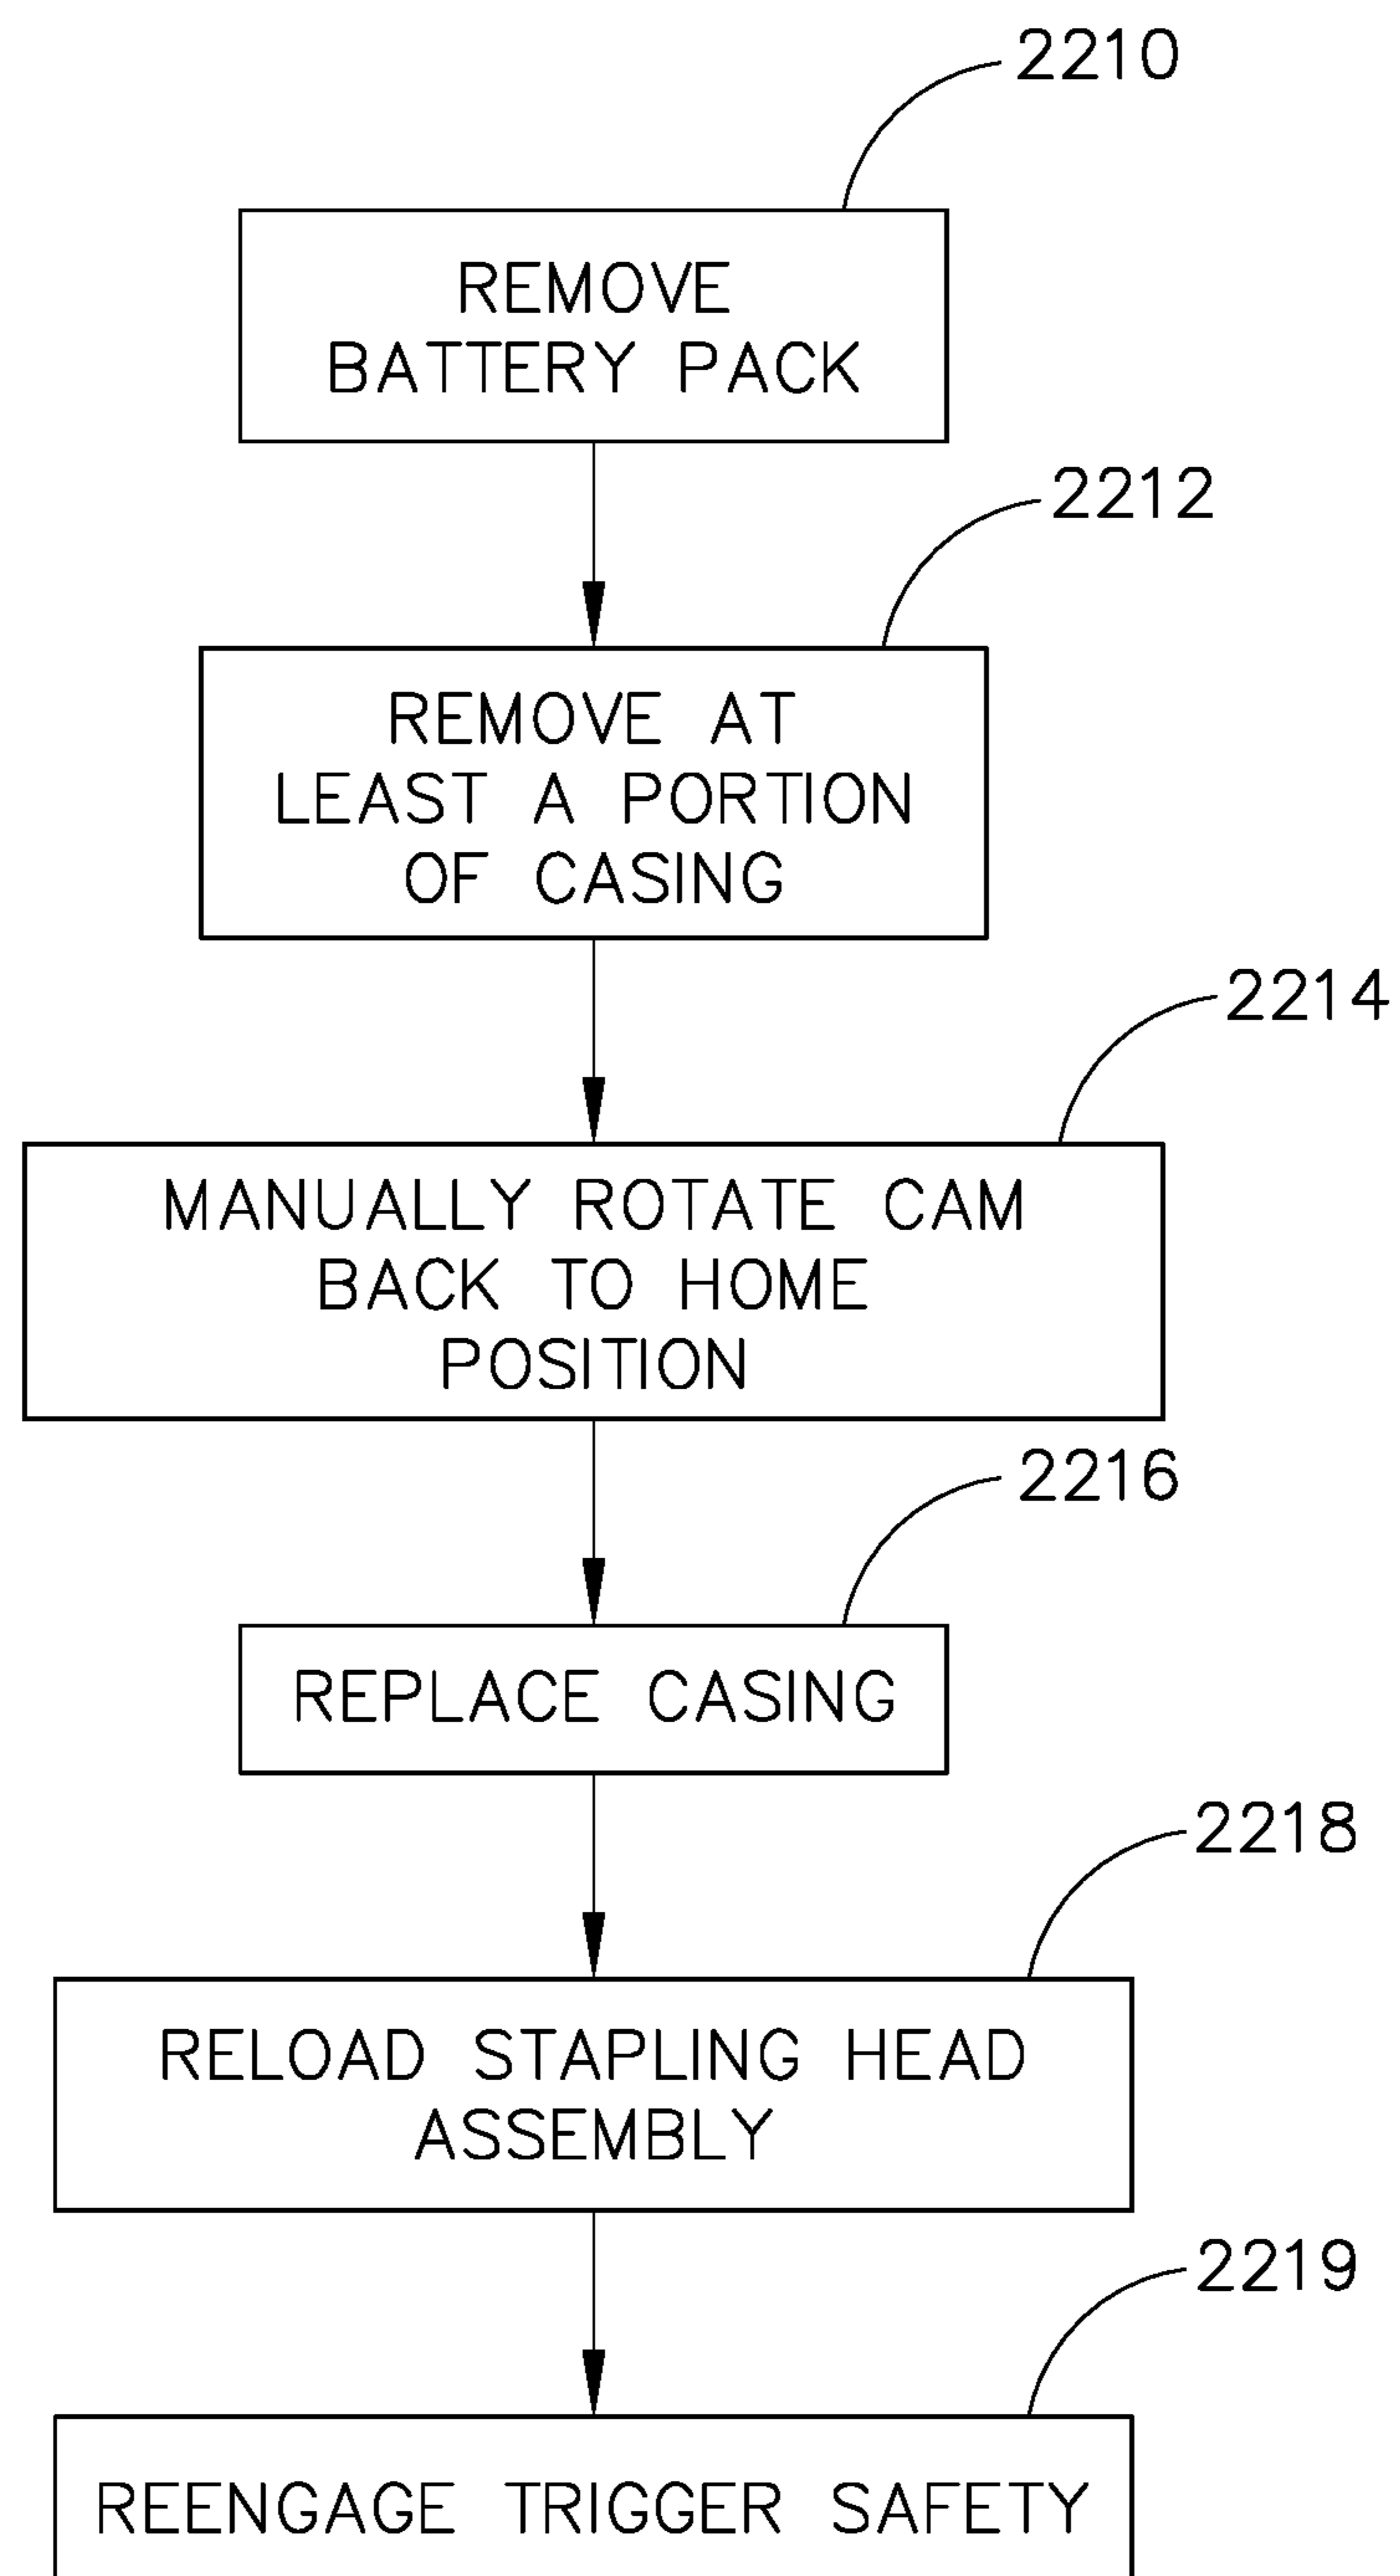 2210
REMOVE
BATTERY PACK
2212
REMOVE AT
LEAST A PORTION
OF CASING
2214
MANUALLY ROTATE CAM
BACK TO HOME
POSITION
2216
REPLACE CASING
2218
RELOAD STAPLING HEAD
ASSEMBLY
2219
REENGAGE TRIGGER SAFETY